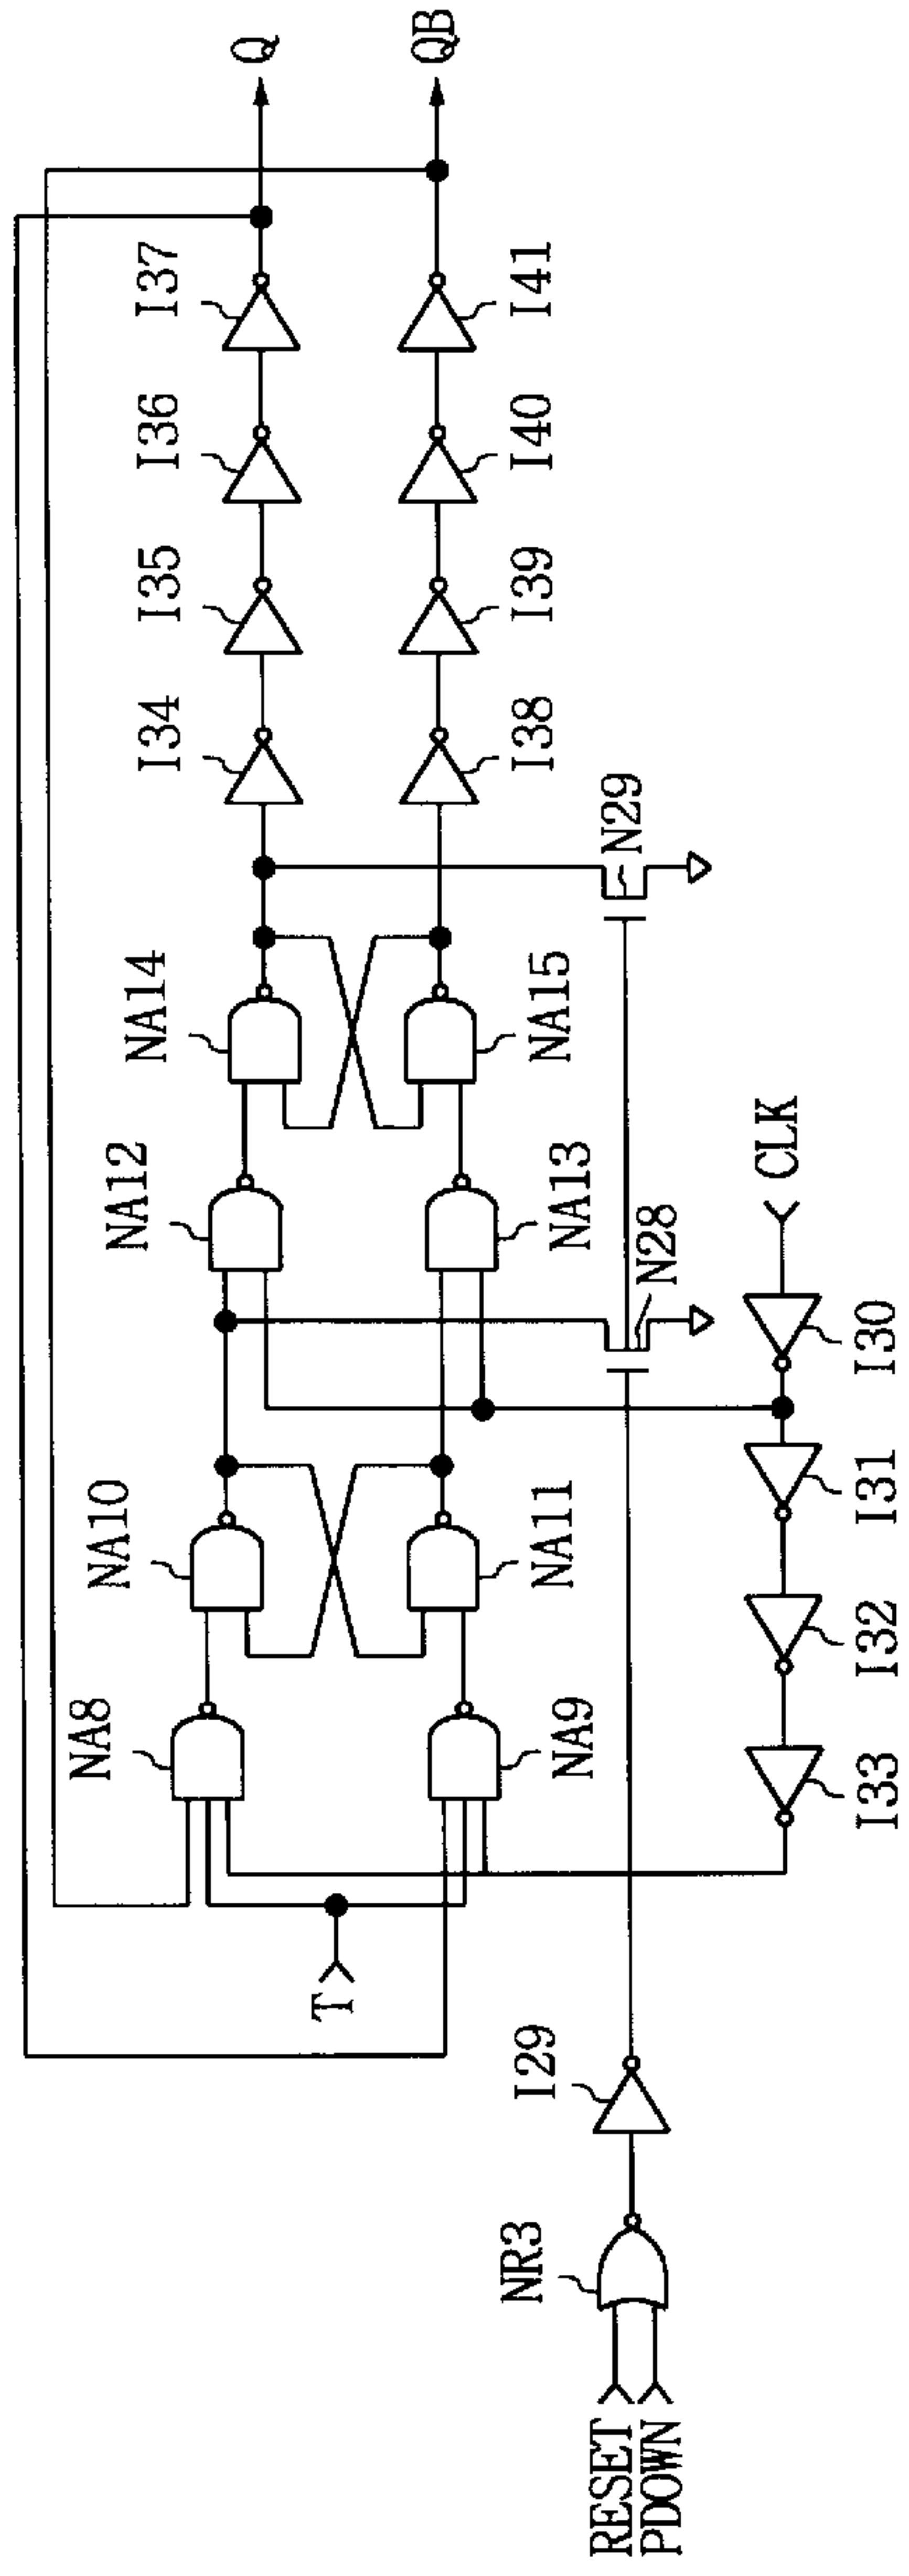 Q
QB
I37
I41
I36
I40
I35
I39
I34
I38
N29
NA14
NA15
NA12
NA13
CLK
N28
I30
NA10
NA11
I31
I32
NA8
NA9
I33
T
I29
NR3
RESET
PDOWN